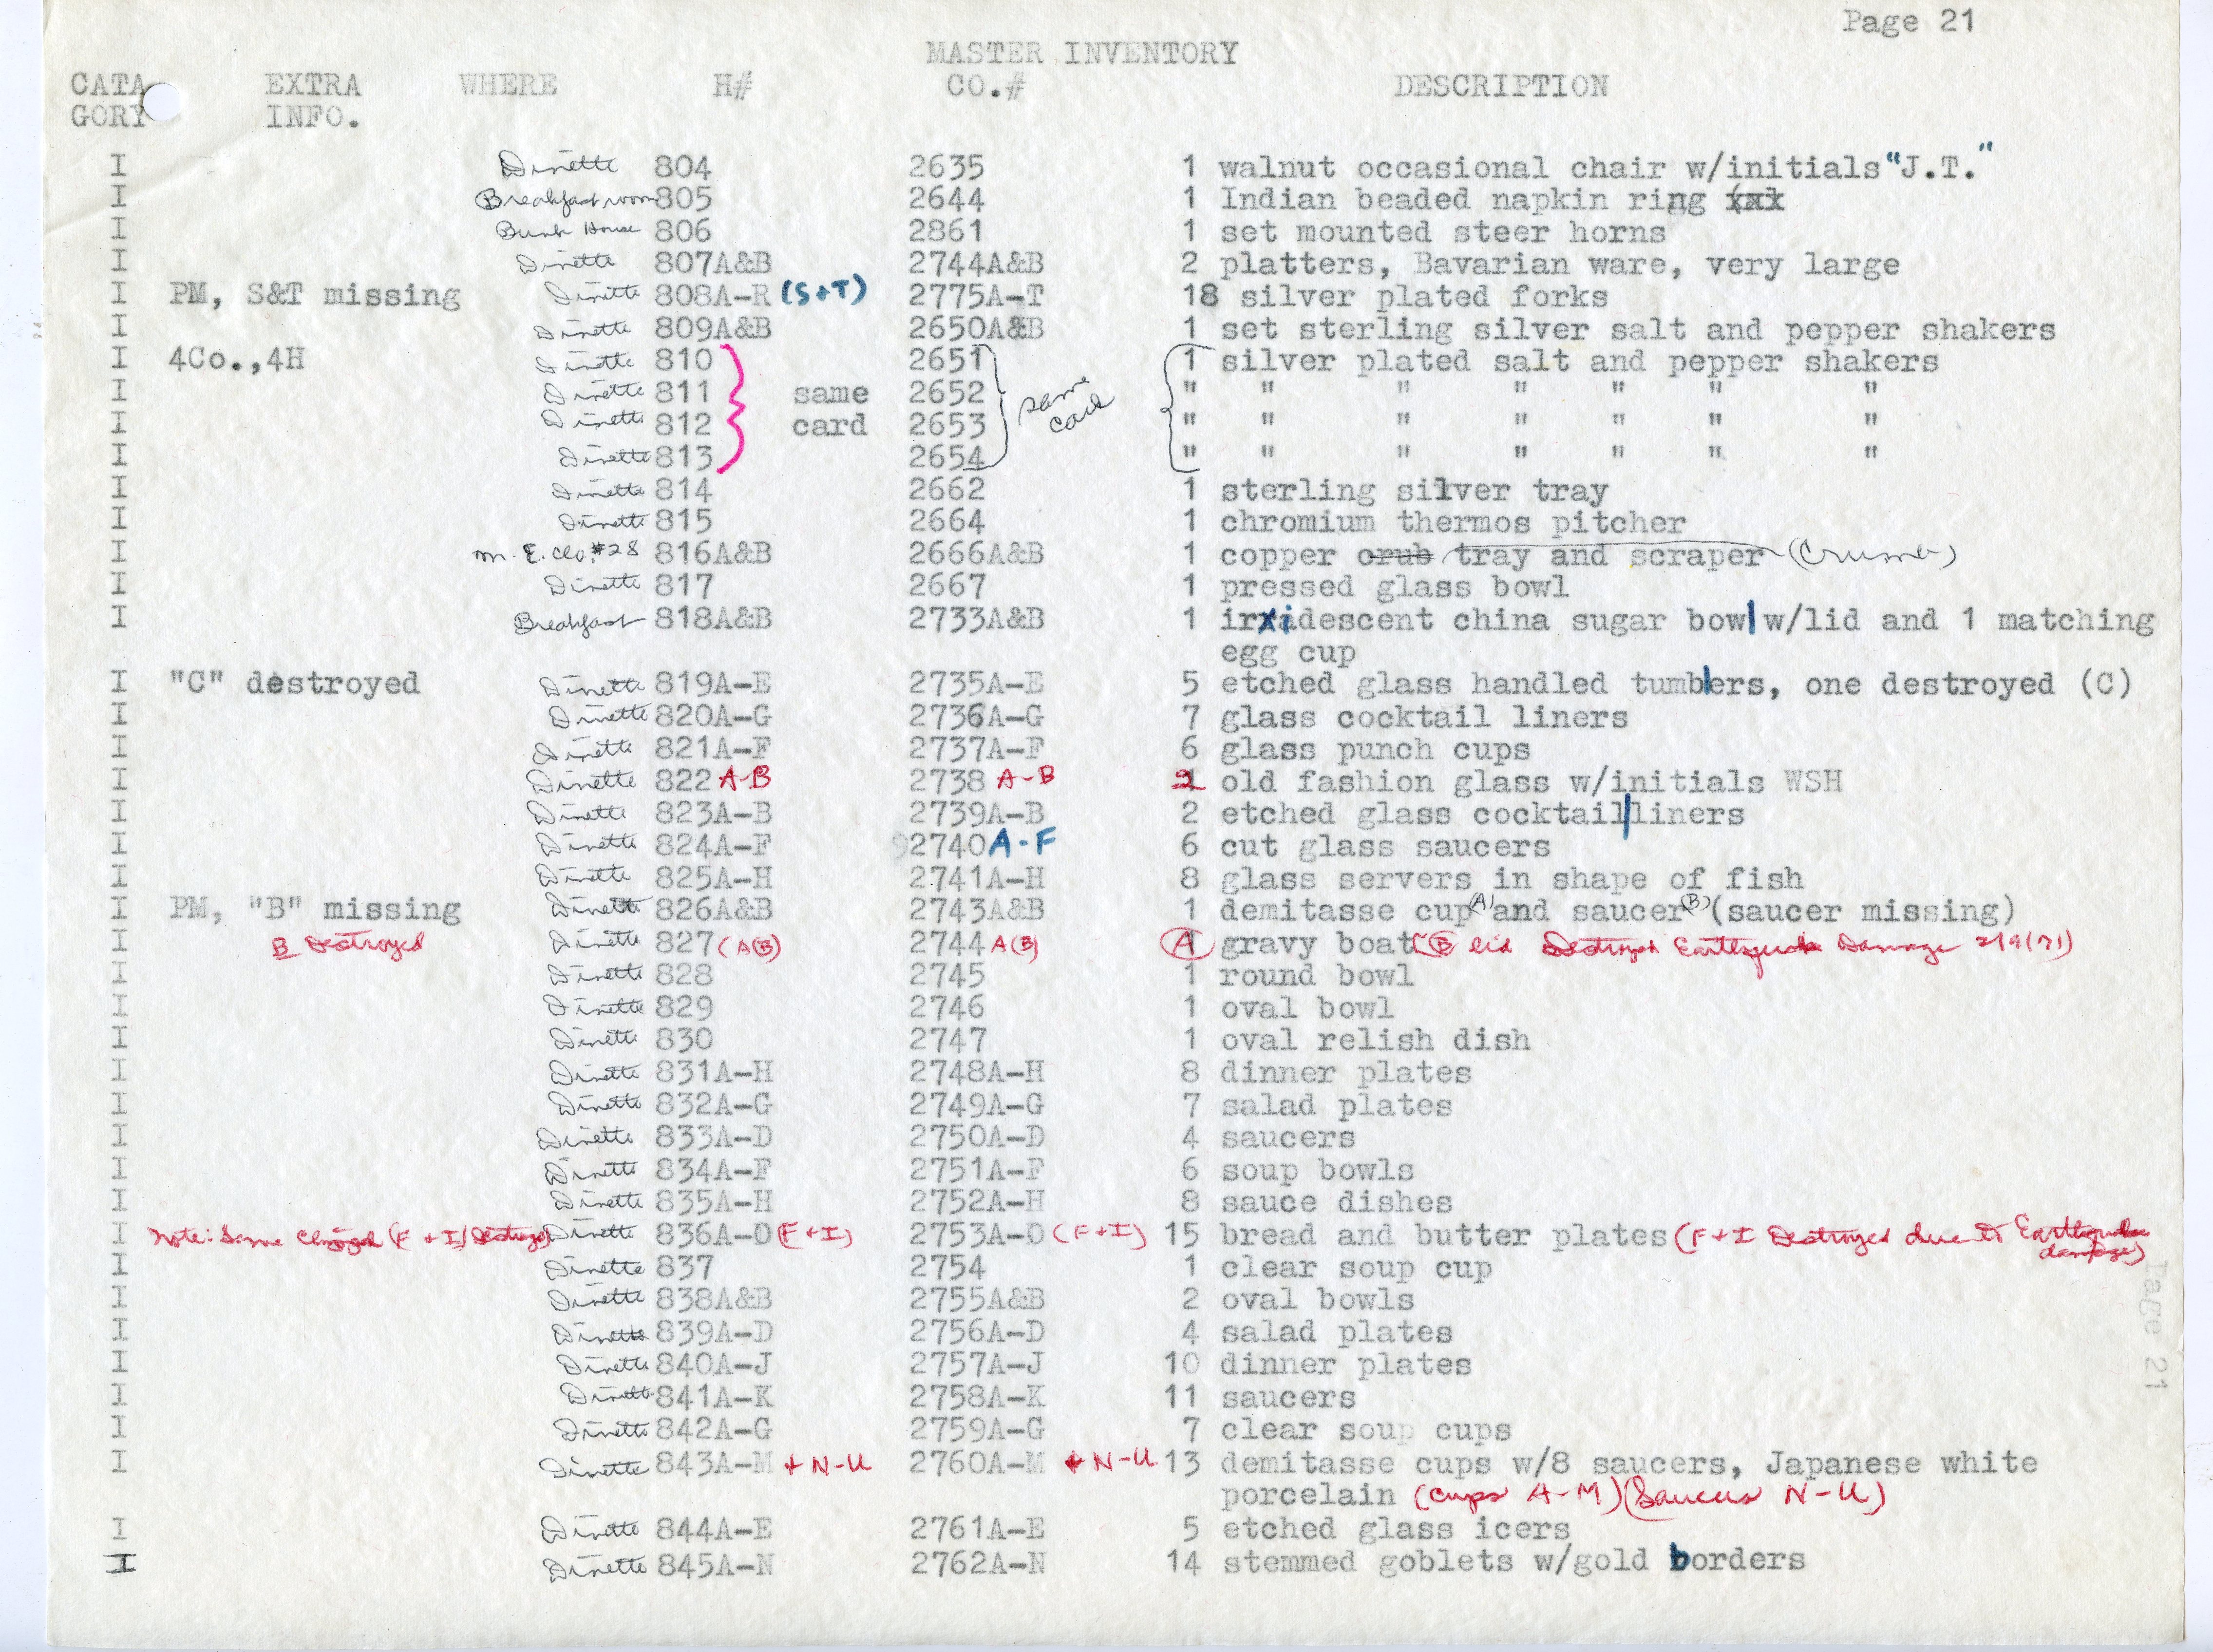 Page 21
MASTER INVENTORY
CATA EXTRA WHERE H# CO.# DESCRIPTION
GORY INFO.
I Dinette 804 2635 1 walnut occasional chair w/initials "J.T."
I Breakfast room 805 2644 1 Indian beaded napkin ring
I Bunk House 806 2861 1 set mounted steer horns
I Dinette 807A&B 2744A&B 2 platters, Bavarian ware, very large
I PM, S&T missing Dinette 808A-R (S+T) 2775A-T 18 silver plated forks
I Dinette 809A&B 2650A&B 1 set sterling silver salt and pepper shakers
I 4Co.,4H Dinette 810 2651 1 silver plated salt and pepper shakers
I Dinette 811 same 2652 same " " " " " " "
I Dinette 812 card 2653 card " " " " " " "
I Dinette 813 2654 " " " " " " "
I Dinette 814 2662 1 sterling silver tray
I Dinette 815 2664 1 chromium thermos pitcher
I M.E. clo. #28 816A&B 2666A&B 1 copper crub tray and scraper (crumb)
I Dinette 817 2667 1 pressed glass bowl
I Breakfast 818A&B 2733A&B 1 iridescent china sugar bowl w/lid and 1 matching
egg cup
I "C" destroyed Dinette 819A-E 2735A-E 5 etched glass handled tumblers, one destroyed (C)
I Dinette 820A-G 2736A-G 7 glass cocktail liners
I Dinette 821A-F 2737A-F 6 glass punch cups
I Dinette 822 A-B 2738 A-B 2 old fashion glass w/initials WSH
I Dinette 823A-B 2739A-B 2 etched glass cocktail|liners
I Dinette 824A-F 92740 A-F 6 cut glass saucers
I Dinette 825A-H 2741A-H 8 glass servers in shape of fish
I PM, "B" missing Dinette 826A&B 2743A&B 1 demitasse cup (A) and saucer (B) (saucer missing)
I B Destroyed Dinette 827 (A(B) 2744 A(B) A gravy boat (B lid Destroyed Earthquake Damage 2/9/71)
I Dinette 828 2745 1 round bowl
I Dinette 829 2746 1 oval bowl
I Dinette 830 2747 1 oval relish dish
I Dinette 831A-H 2748A-H 8 dinner plates
I Dinette 832A-G 2749A-G 7 salad plates
I Dinette 833A-D 2750A-D 4 saucers
I Dinette 834A-F 2751A-F 6 soup bowls
I Dinette 835A-H 2752A-H 8 sauce dishes
I Note: Some (F + I) Destroyed Dinette 836A-O (F+I) 2753A-O (F+I) 15 bread and butter plates (F+I Destroyed due to Earthquake
damage)
I Dinette 837 2754 1 clear soup cup
I Dinette 838A&B 2755A&B 2 oval bowls
I Dinette 839A-D 2756A-D 4 salad plates
I Dinette 840A-J 2757A-J 10 dinner plates
I Dinette 841A-K 2758A-K 11 saucers
I Dinette 842A-G 2759A-G 7 clear soup cups
I Dinette 843A-M + N-U 2760A-M + N-U 13 demitasse cups w/8 saucers, Japanese white
porcelain (cups A-M) (Saucers N-U)
I Dinette 844A-E 2761A-E 5 etched glass icers
I Dinette 845A-N 2762A-N 14 stemmed goblets w/gold borders
Page 21